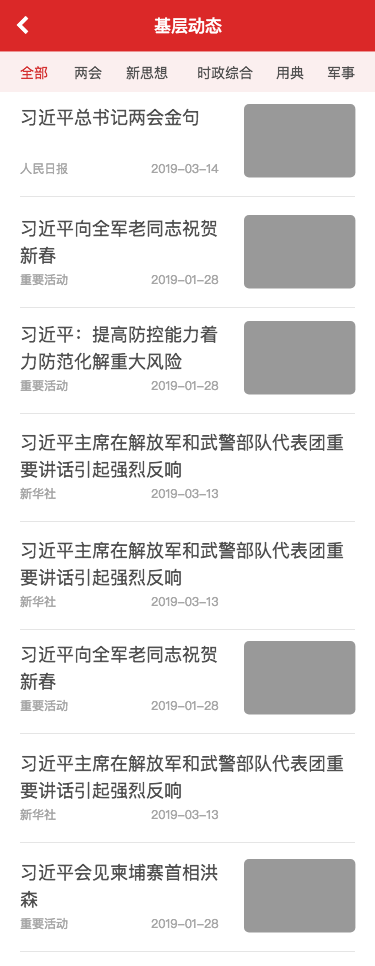 基层动态
全部 两会 新思想 时政综合 用典 军事
习近平总书记两会金句
人民日报 2019-03-14
习近平向全军老同志祝贺
新春
重要活动 2019-01-28
习近平：提高防控能力着
力防范化解重大风险
重要活动 2019-01-28
习近平主席在解放军和武警部队代表团重
要讲话引起强烈反响
新华社 2019-03-13
习近平主席在解放军和武警部队代表团重
要讲话引起强烈反响
新华社 2019-03-13
习近平向全军老同志祝贺
新春
重要活动 2019-01-28
习近平主席在解放军和武警部队代表团重
要讲话引起强烈反响
新华社 2019-03-13
习近平会见柬埔寨首相洪
森
重要活动 2019-01-28